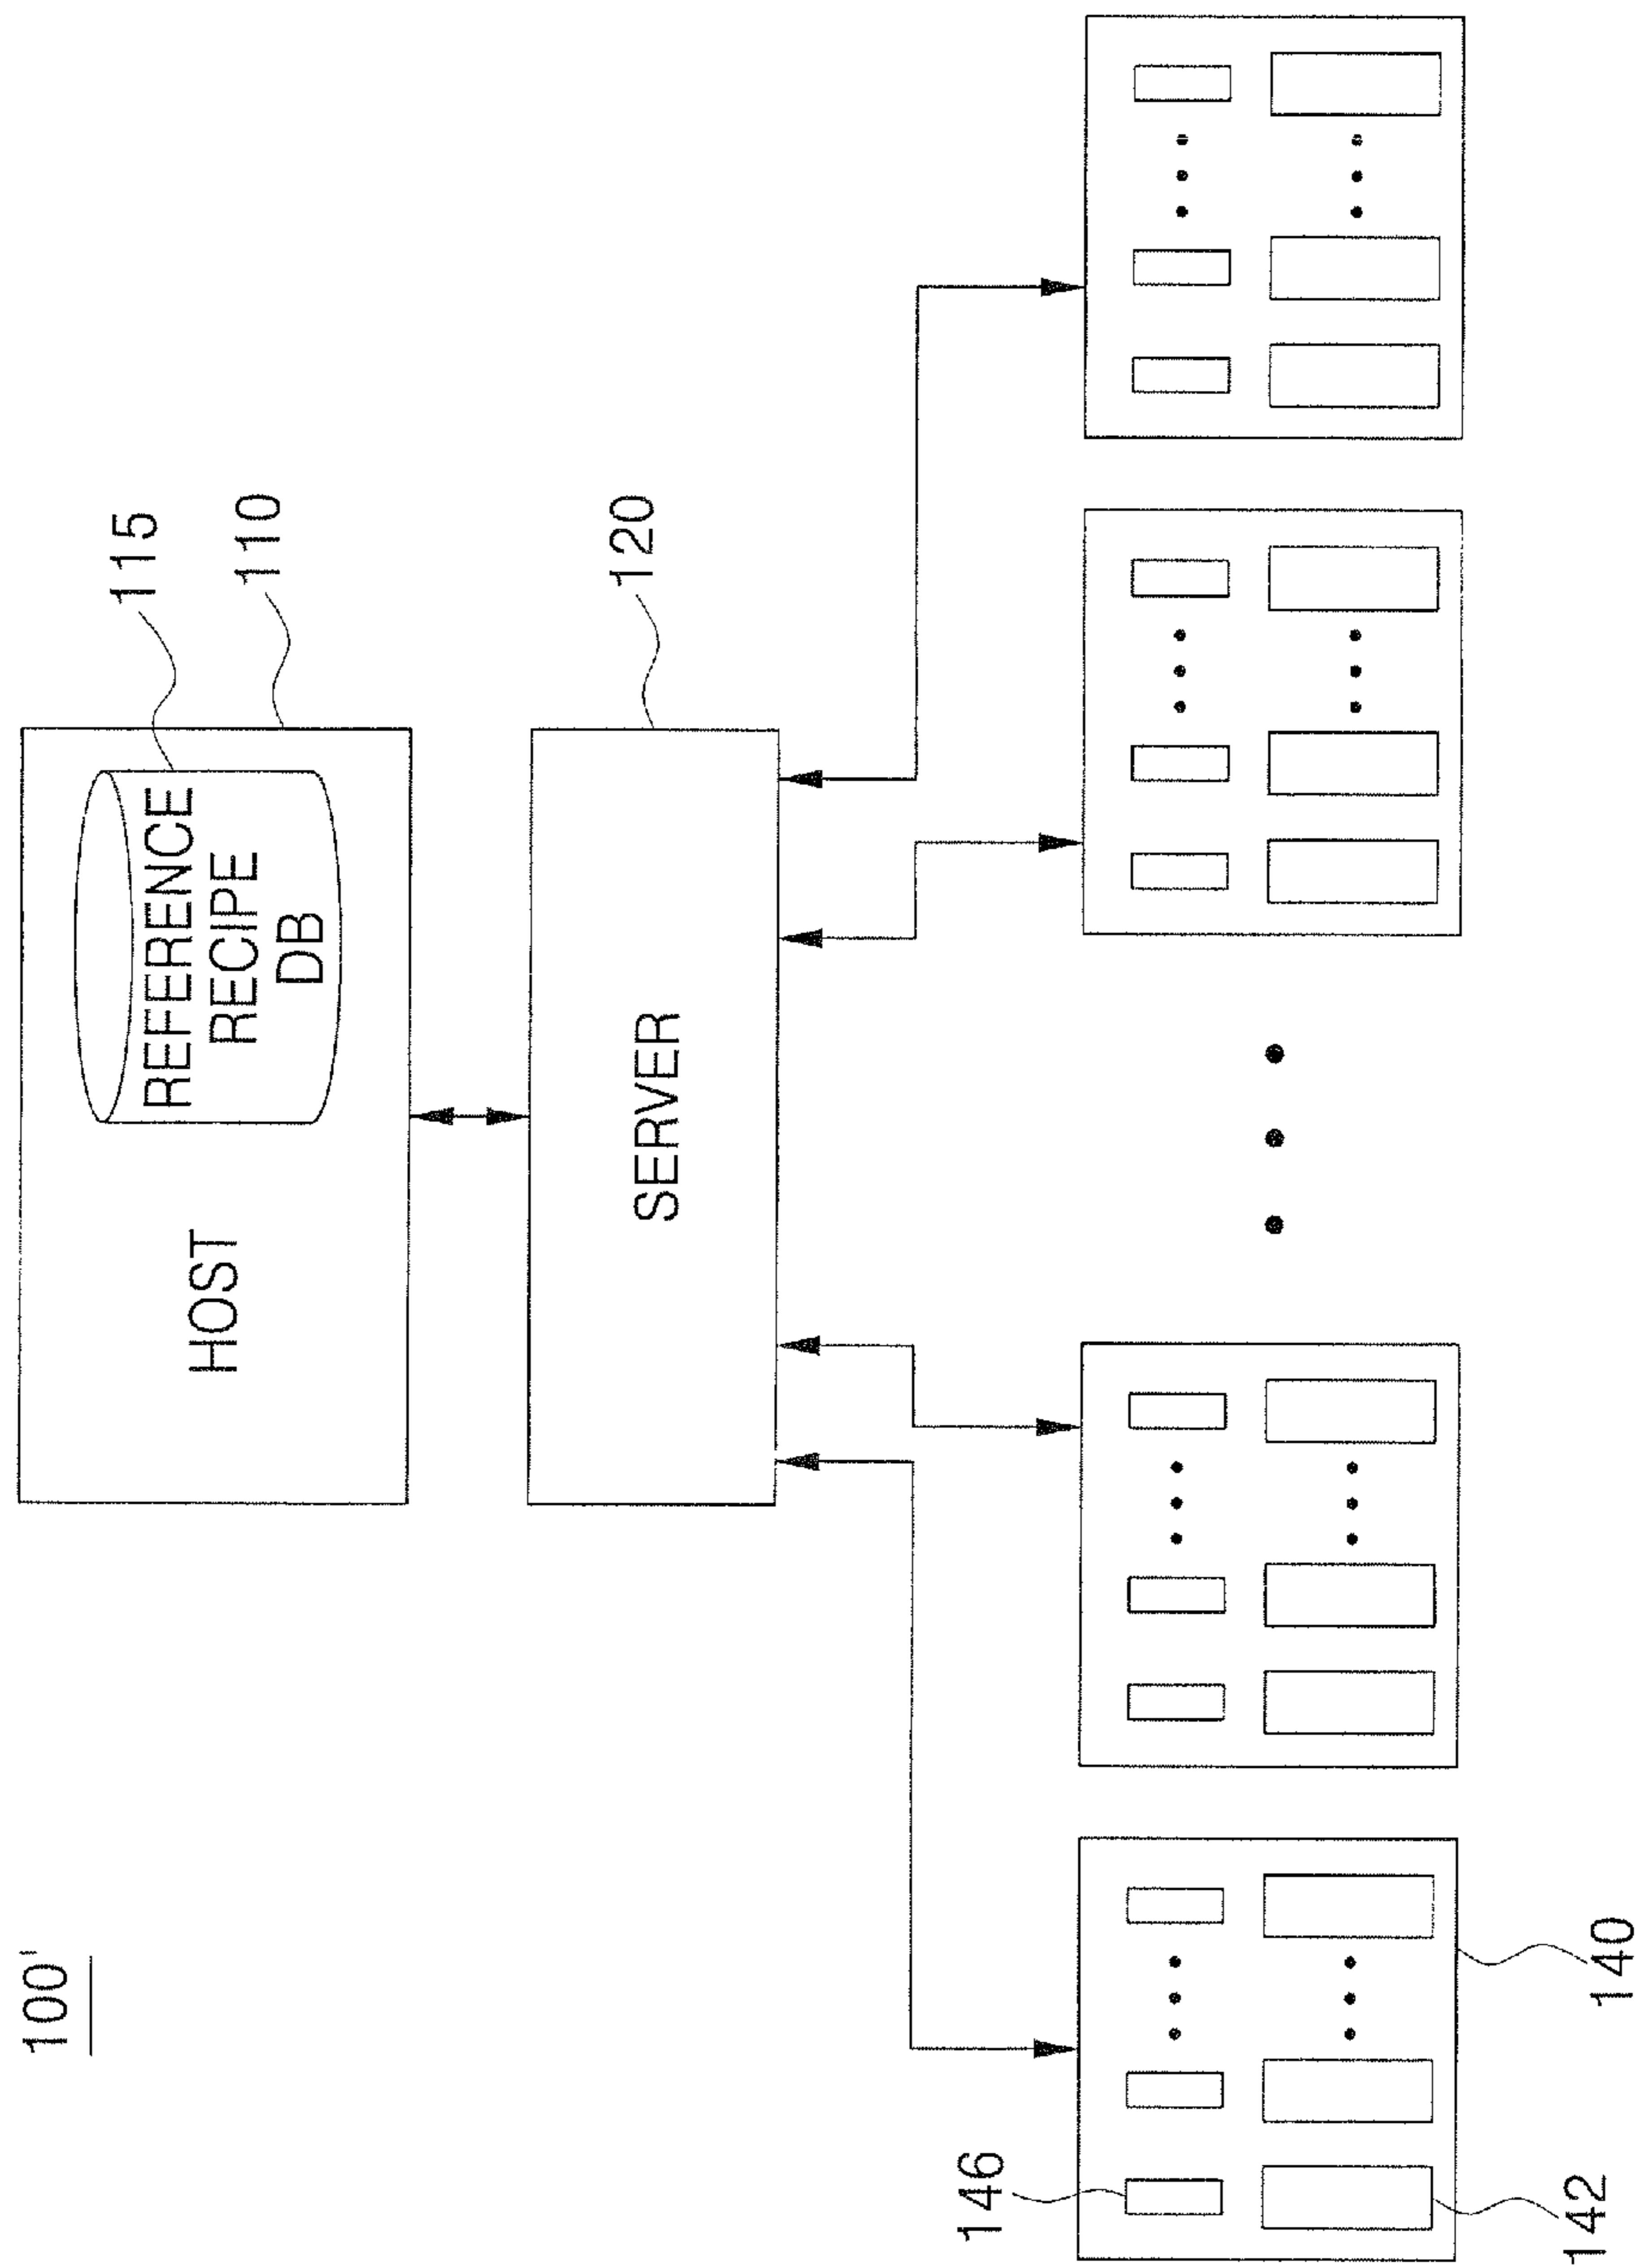 100'
HOST
REFERENCE
RECIPE
DB
115
110
SERVER
120
146
142
140